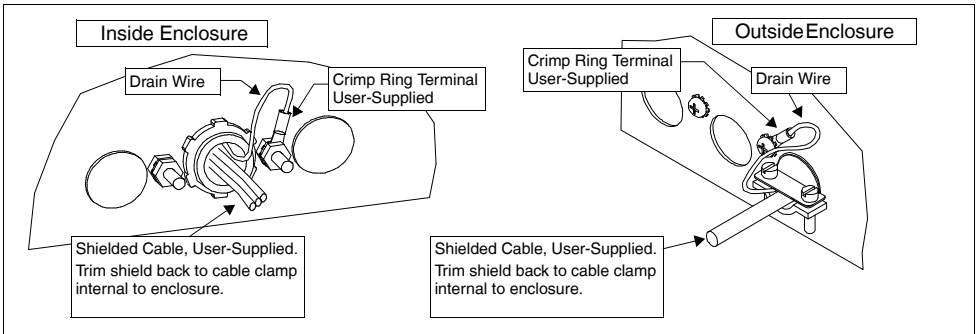 Inside Enclosure
Drain Wire
Crimp Ring Terminal
User-Supplied
Shielded Cable, User-Supplied.
Trim shield back to cable clamp
internal to enclosure.
Outside Enclosure
Crimp Ring Terminal
User-Supplied
Drain Wire
Shielded Cable, User-Supplied.
Trim shield back to cable clamp
internal to enclosure.